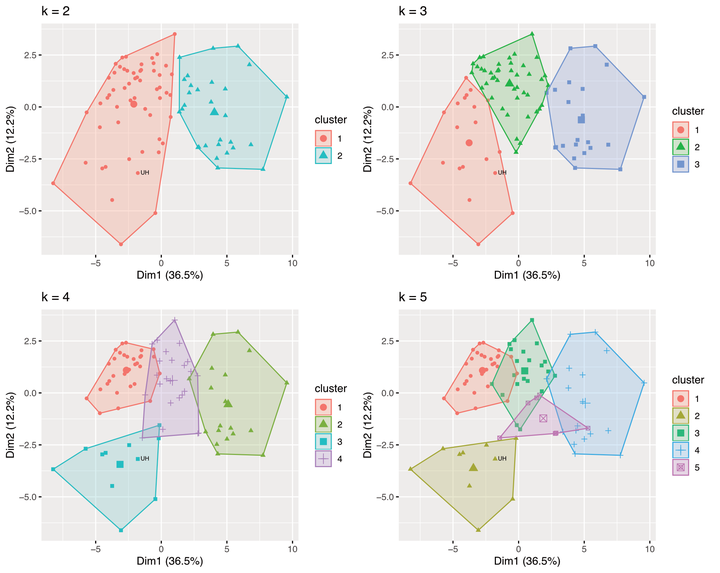 k = 2
2.5
0.0
−2.5
−5.0
Dim2 (12.2%)
UH
−5
0
5
10
Dim1 (36.5%)
cluster
1
2
k = 3
2.5
0.0
−2.5
−5.0
Dim2 (12.2%)
UH
−5
0
5
10
Dim1 (36.5%)
cluster
1
2
3
k = 4
2.5
0.0
−2.5
−5.0
Dim2 (12.2%)
UH
−5
0
5
10
Dim1 (36.5%)
cluster
1
2
3
4
k = 5
2.5
0.0
−2.5
−5.0
Dim2 (12.2%)
UH
−5
0
5
10
Dim1 (36.5%)
cluster
1
2
3
4
5